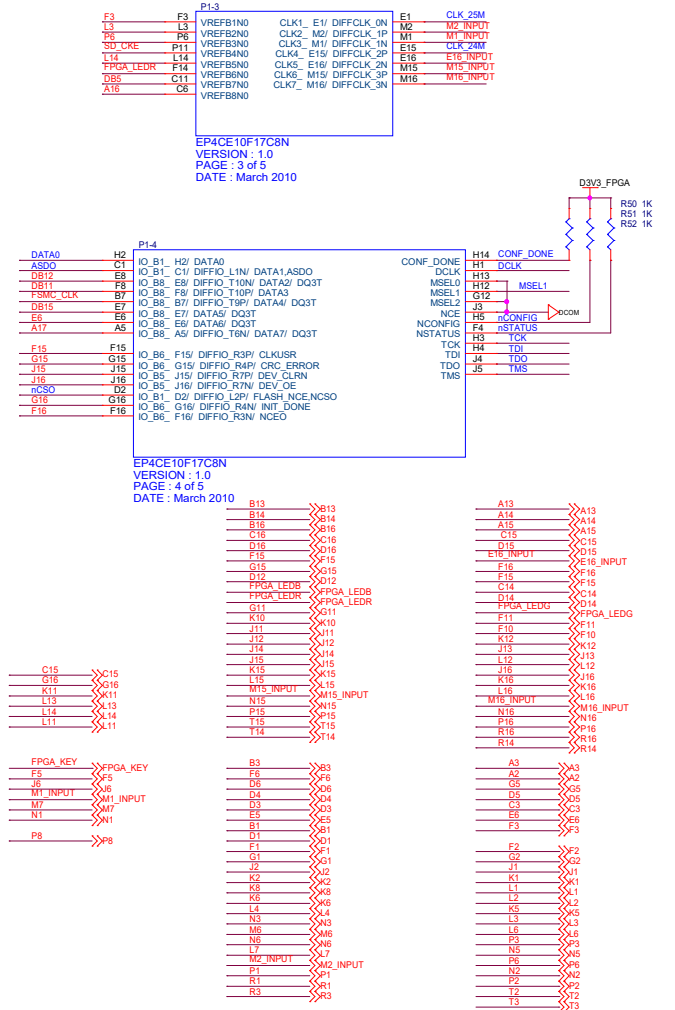 P1-3
F3 F3 VREFB1N0 CLK1_ E1/ DIFFCLK_0N E1 CLK_25M
L3 L3 VREFB2N0 CLK2_ M2/ DIFFCLK_1P M2 M2_INPUT
P6 P6 VREFB3N0 CLK3_ M1/ DIFFCLK_1N M1 M1_INPUT
SD_CKE P11 VREFB4N0 CLK4_ E15/ DIFFCLK_2P E15 CLK_24M
L14 L14 VREFB5N0 CLK5_ E16/ DIFFCLK_2N E16 E16_INPUT
FPGA_LEDR F14 VREFB6N0 CLK6_ M15/ DIFFCLK_3P M15 M15_INPUT
DB5 C11 VREFB7N0 CLK7_ M16/ DIFFCLK_3N M16 M16_INPUT
A16 C6 VREFB8N0
EP4CE10F17C8N
VERSION : 1.0
PAGE : 3 of 5
DATE : March 2010
D3V3_FPGA
R50 1K
R51 1K
R52 1K
P1-4
DATA0 H2 IO_B1_ H2/ DATA0 CONF_DONE H14 CONF_DONE
ASDO C1 IO_B1_ C1/ DIFFIO_L1N/ DATA1,ASDO DCLK H1 DCLK
DB12 E8 IO_B8_ E8/ DIFFIO_T10N/ DATA2/ DQ3T MSEL0 H13
DB11 F8 IO_B8_ F8/ DIFFIO_T10P/ DATA3 MSEL1 H12 MSEL1
FSMC_CLK B7 IO_B8_ B7/ DIFFIO_T9P/ DATA4/ DQ3T MSEL2 G12
DB15 E7 IO_B8_ E7/ DATA5/ DQ3T NCE J3 DCOM
E6 E6 IO_B8_ E6/ DATA6/ DQ3T NCONFIG H5 nCONFIG
A17 A5 IO_B8_ A5/ DIFFIO_T6N/ DATA7/ DQ3T NSTATUS F4 nSTATUS
TCK H3 TCK
F15 F15 IO_B6_ F15/ DIFFIO_R3P/ CLKUSR TDI H4 TDI
G15 G15 IO_B6_ G15/ DIFFIO_R4P/ CRC_ERROR TDO J4 TDO
J15 J15 IO_B5_ J15/ DIFFIO_R7P/ DEV_CLRN TMS J5 TMS
J16 J16 IO_B5_ J16/ DIFFIO_R7N/ DEV_OE
nCSO D2 IO_B1_ D2/ DIFFIO_L2P/ FLASH_NCE,NCSO
G16 G16 IO_B6_ G16/ DIFFIO_R4N/ INIT_DONE
F16 F16 IO_B6_ F16/ DIFFIO_R3N/ NCEO
EP4CE10F17C8N
VERSION : 1.0
PAGE : 4 of 5
DATE : March 2010
B13 B13
B14 B14
B16 B16
C16 C16
D16 D16
F15 F15
G15 G15
D12 D12
FPGA_LEDB FPGA_LEDB
FPGA_LEDR FPGA_LEDR
G11 G11
K10 K10
J11 J11
J12 J12
J14 J14
J15 J15
K15 K15
L15 L15
M15_INPUT M15_INPUT
N15 N15
P15 P15
T15 T15
T14 T14
A13 A13
A14 A14
A15 A15
C15 C15
D15 D15
E16_INPUT E16_INPUT
F16 F16
F15 F15
C14 C14
D14 D14
FPGA_LEDG FPGA_LEDG
F11 F11
F10 F10
K12 K12
J13 J13
L12 L12
J16 J16
K16 K16
L16 L16
M16_INPUT M16_INPUT
N16 N16
P16 P16
R16 R16
R14 R14
C15 C15
G16 G16
K11 K11
L13 L13
L14 L14
L11 L11
FPGA_KEY FPGA_KEY
F5 F5
J6 J6
M1_INPUT M1_INPUT
M7 M7
N1 N1
P8 P8
B3 B3
F6 F6
D6 D6
D4 D4
D3 D3
E5 E5
B1 B1
D1 D1
F1 F1
G1 G1
J2 J2
K2 K2
K8 K8
K6 K6
L4 L4
N3 N3
M6 M6
N6 N6
L7 L7
M2_INPUT M2_INPUT
P1 P1
R1 R1
R3 R3
A3 A3
A2 A2
G5 G5
D5 D5
C3 C3
E6 E6
F3 F3
F2 F2
G2 G2
J1 J1
K1 K1
L1 L1
L2 L2
K5 K5
L3 L3
L6 L6
P3 P3
N5 N5
P6 P6
N2 N2
P2 P2
T2 T2
T3 T3